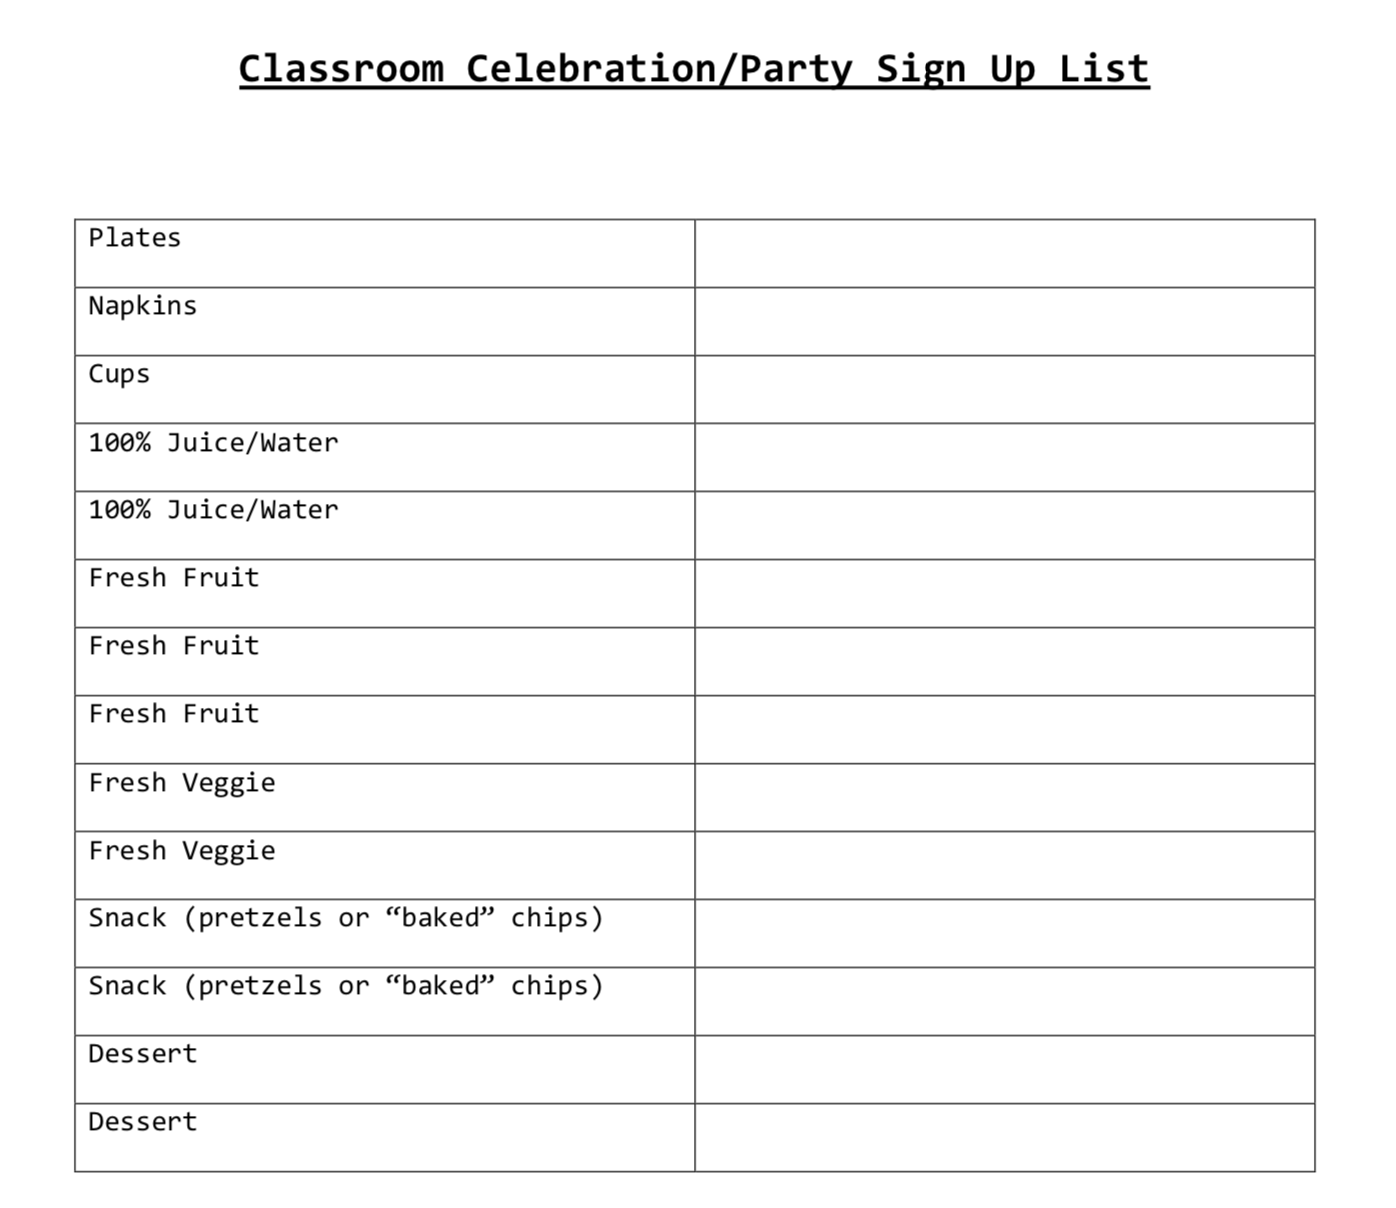 Classroom Celebration/Party Sign Up List
Plates
Napkins
Cups
100% Juice/Water
100% Juice/Water
Fresh Fruit
Fresh Fruit
Fresh Fruit
Fresh Veggie
Fresh Veggie
Snack (pretzels or “baked” chips)
Snack (pretzels or “baked” chips)
Dessert
Dessert